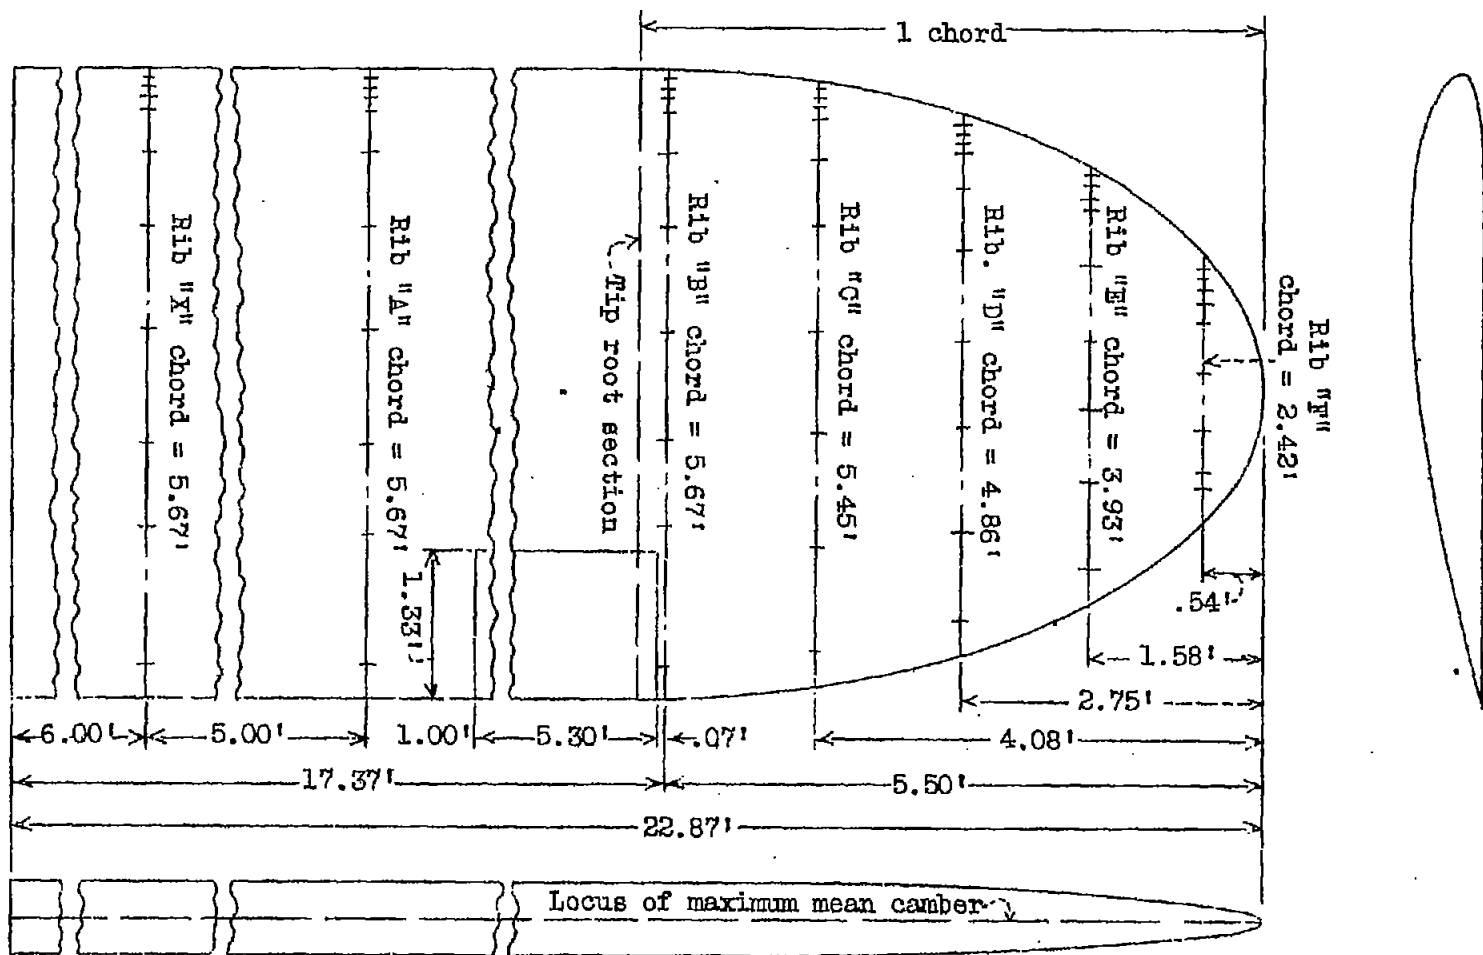 1 chord
Rib "X" chord = 5.67'
Rib "A" chord = 5.67'
Tip root section
Rib "B" chord = 5.67'
Rib "C" chord = 5.45'
Rib. "D" chord = 4.86'
Rib "E" chord = 3.93'
Rib "F"
chord = 2.42'
1.33'
.54'
1.58'
2.75'
6.00'
5.00'
1.00'
5.30'
.07'
4.08'
17.37'
5.50'
22.87'
Locus of maximum mean camber